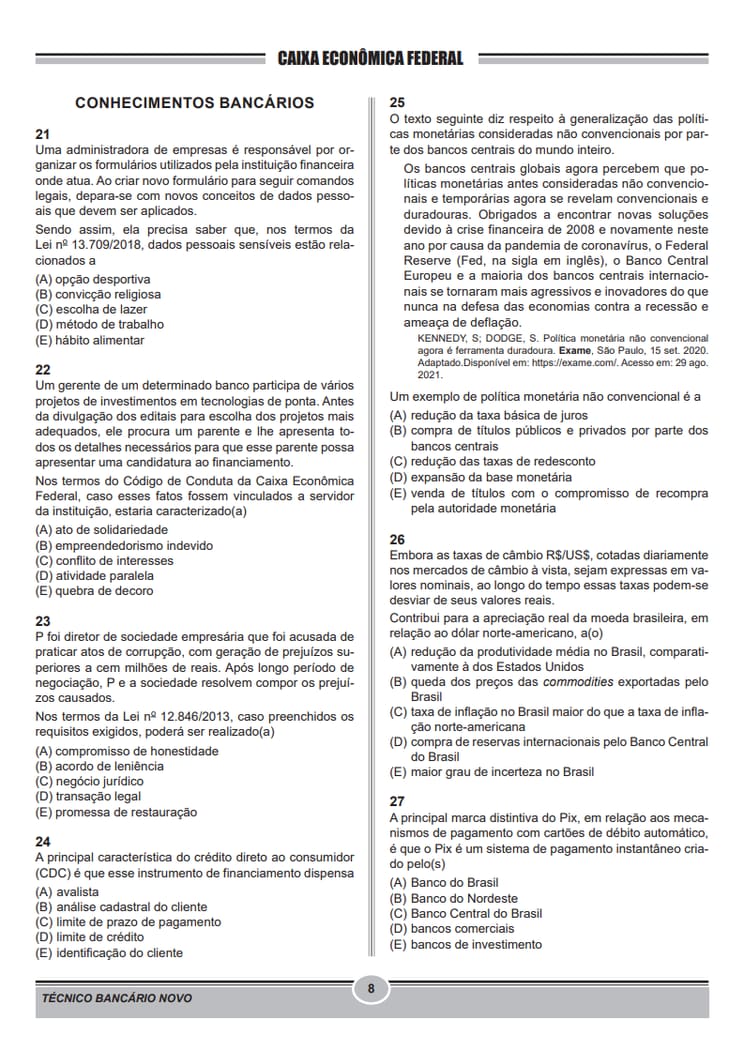 CAIXA ECONÔMICA FEDERAL
CONHECIMENTOS BANCÁRIOS
21
Uma administradora de empresas é responsável por or-
ganizar os formulários utilizados pela instituição financeira
onde atua. Ao criar novo formulário para seguir comandos
legais, depara-se com novos conceitos de dados pesso-
ais que devem ser aplicados.
Sendo assim, ela precisa saber que, nos termos da
Lei nº 13.709/2018, dados pessoais sensíveis estão rela-
cionados a
(A) opção desportiva
(B) convicção religiosa
(C) escolha de lazer
(D) método de trabalho
(E) hábito alimentar
22
Um gerente de um determinado banco participa de vários
projetos de investimentos em tecnologias de ponta. Antes
da divulgação dos editais para escolha dos projetos mais
adequados, ele procura um parente e lhe apresenta to-
dos os detalhes necessários para que esse parente possa
apresentar uma candidatura ao financiamento.
Nos termos do Código de Conduta da Caixa Econômica
Federal, caso esses fatos fossem vinculados a servidor
da instituição, estaria caracterizado(a)
(A) ato de solidariedade
(B) empreendedorismo indevido
(C) conflito de interesses
(D) atividade paralela
(E) quebra de decoro
23
P foi diretor de sociedade empresária que foi acusada de
praticar atos de corrupção, com geração de prejuízos su-
periores a cem milhões de reais. Após longo período de
negociação, P e a sociedade resolvem compor os prejuí-
zos causados.
Nos termos da Lei nº 12.846/2013, caso preenchidos os
requisitos exigidos, poderá ser realizado(a)
(A) compromisso de honestidade
(B) acordo de leniência
(C) negócio jurídico
(D) transação legal
(E) promessa de restauração
24
A principal característica do crédito direto ao consumidor
(CDC) é que esse instrumento de financiamento dispensa
(A) avalista
(B) análise cadastral do cliente
(C) limite de prazo de pagamento
(D) limite de crédito
(E) identificação do cliente
25
O texto seguinte diz respeito à generalização das políti-
cas monetárias consideradas não convencionais por par-
te dos bancos centrais do mundo inteiro.
Os bancos centrais globais agora percebem que po-
líticas monetárias antes consideradas não convencio-
nais e temporárias agora se revelam convencionais e
duradouras. Obrigados a encontrar novas soluções
devido à crise financeira de 2008 e novamente neste
ano por causa da pandemia de coronavírus, o Federal
Reserve (Fed, na sigla em inglês), o Banco Central
Europeu e a maioria dos bancos centrais internacio-
nais se tornaram mais agressivos e inovadores do que
nunca na defesa das economias contra a recessão e
ameaça de deflação.
KENNEDY, S; DODGE, S. Política monetária não convencional
agora é ferramenta duradoura. Exame, São Paulo, 15 set. 2020.
Adaptado.Disponível em: https://exame.com/. Acesso em: 29 ago.
2021.
Um exemplo de política monetária não convencional é a
(A) redução da taxa básica de juros
(B) compra de títulos públicos e privados por parte dos
bancos centrais
(C) redução das taxas de redesconto
(D) expansão da base monetária
(E) venda de títulos com o compromisso de recompra
pela autoridade monetária
26
Embora as taxas de câmbio R$/US$, cotadas diariamente
nos mercados de câmbio à vista, sejam expressas em va-
lores nominais, ao longo do tempo essas taxas podem-se
desviar de seus valores reais.
Contribui para a apreciação real da moeda brasileira, em
relação ao dólar norte-americano, a(o)
(A) redução da produtividade média no Brasil, comparati-
vamente à dos Estados Unidos
(B) queda dos preços das commodities exportadas pelo
Brasil
(C) taxa de inflação no Brasil maior do que a taxa de infla-
ção norte-americana
(D) compra de reservas internacionais pelo Banco Central
do Brasil
(E) maior grau de incerteza no Brasil
27
A principal marca distintiva do Pix, em relação aos meca-
nismos de pagamento com cartões de débito automático,
é que o Pix é um sistema de pagamento instantâneo cria-
do pelo(s)
(A) Banco do Brasil
(B) Banco do Nordeste
(C) Banco Central do Brasil
(D) bancos comerciais
(E) bancos de investimento
TÉCNICO BANCÁRIO NOVO
8